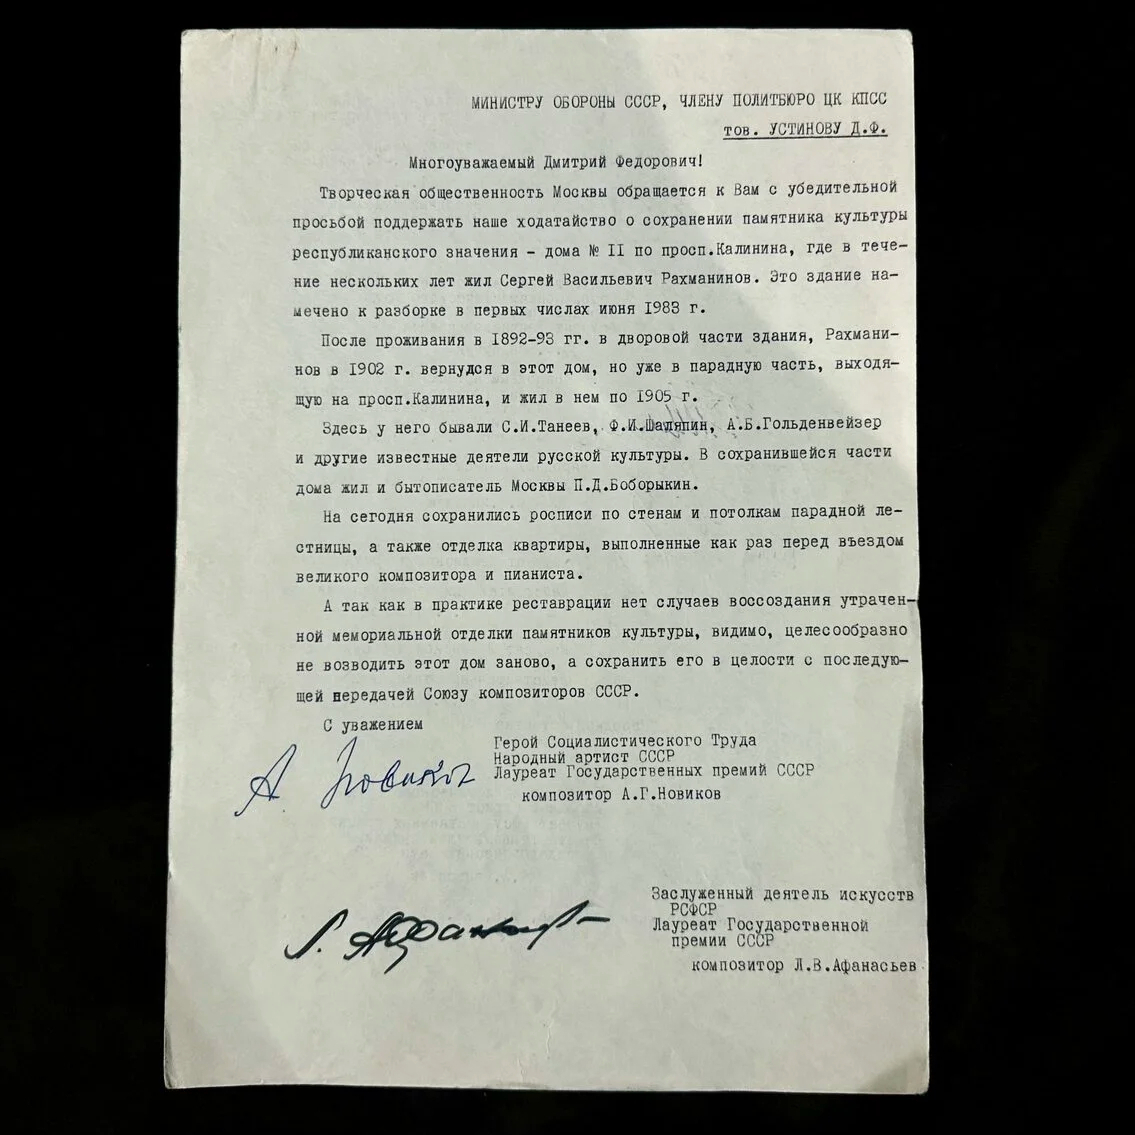 МИНИСТРУ ОБОРОНЫ СССР, ЧЛЕНУ ПОЛИТБЮРО ЦК КПСС
тов. УСТИНОВУ Д.Ф.
Многоуважаемый Дмитрий Федорович!
Творческая общественность Москвы обращается к Вам с убедительной
просьбой поддержать наше ходатайство о сохранении памятника культуры
республиканского значения - дома № II по просп.Калинина, где в тече-
ние нескольких лет жил Сергей Васильевич Рахманинов. Это здание на-
мечено к разборке в первых числах июня 1983 г.
После проживания в 1892-93 гг. в дворовой части здания, Рахмани-
нов в 1902 г. вернулся в этот дом, но уже в парадную часть, выходя-
щую на просп.Калинина, и жил в нем по 1905 г.
Здесь у него бывали С.И.Танеев, Ф.И.Шаляпин, А.Б.Гольденвейзер
и другие известные деятели русской культуры. В сохранившейся части
дома жил и бытописатель Москвы П.Д.Боборыкин.
На сегодня сохранились росписи по стенам и потолкам парадной ле-
стницы, а также отделка квартиры, выполненные как раз перед въездом
великого композитора и пианиста.
А так как в практике реставрации нет случаев воссоздания утрачен-
ной мемориальной отделки памятников культуры, видимо, целесообразно
не возводить этот дом заново, а сохранить его в целости с последую-
щей передачей Союзу композиторов СССР.
С уважением
Герой Социалистического Труда
Народный артист СССР
Лауреат Государственных премий СССР
композитор А.Г.Новиков
А. Новиков
Заслуженный деятель искусств
РСФСР
Лауреат Государственной
премии СССР
композитор Л.В.Афанасьев
Л. Афанасьев